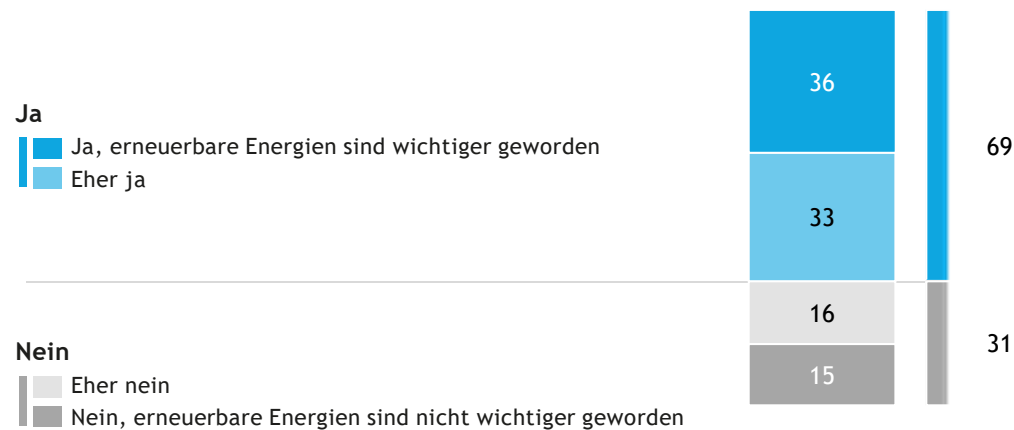 36
Ja
Ja, erneuerbare Energien sind wichtiger geworden
69
Eher ja
33
16
Nein
31
Eher nein
15
Nein, erneuerbare Energien sind nicht wichtiger geworden